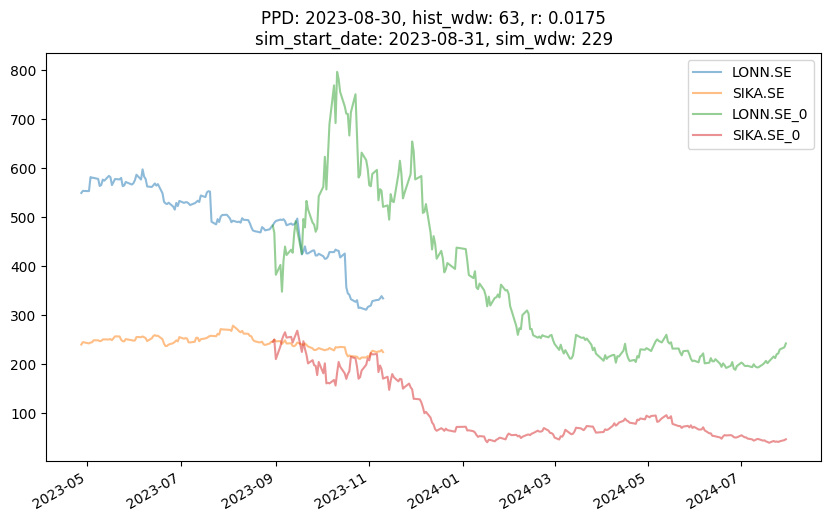 PPD: 2023-08-30, hist_wdw: 63, r: 0.0175
sim_start_date: 2023-08-31, sim_wdw: 229
LONN.SE
SIKA.SE
LONN.SE_0
SIKA.SE_0
800
700
600
500
400
300
200
100
2023-05
2023-07
2023-09
2023-11
2024-01
2024-03
2024-05
2024-07